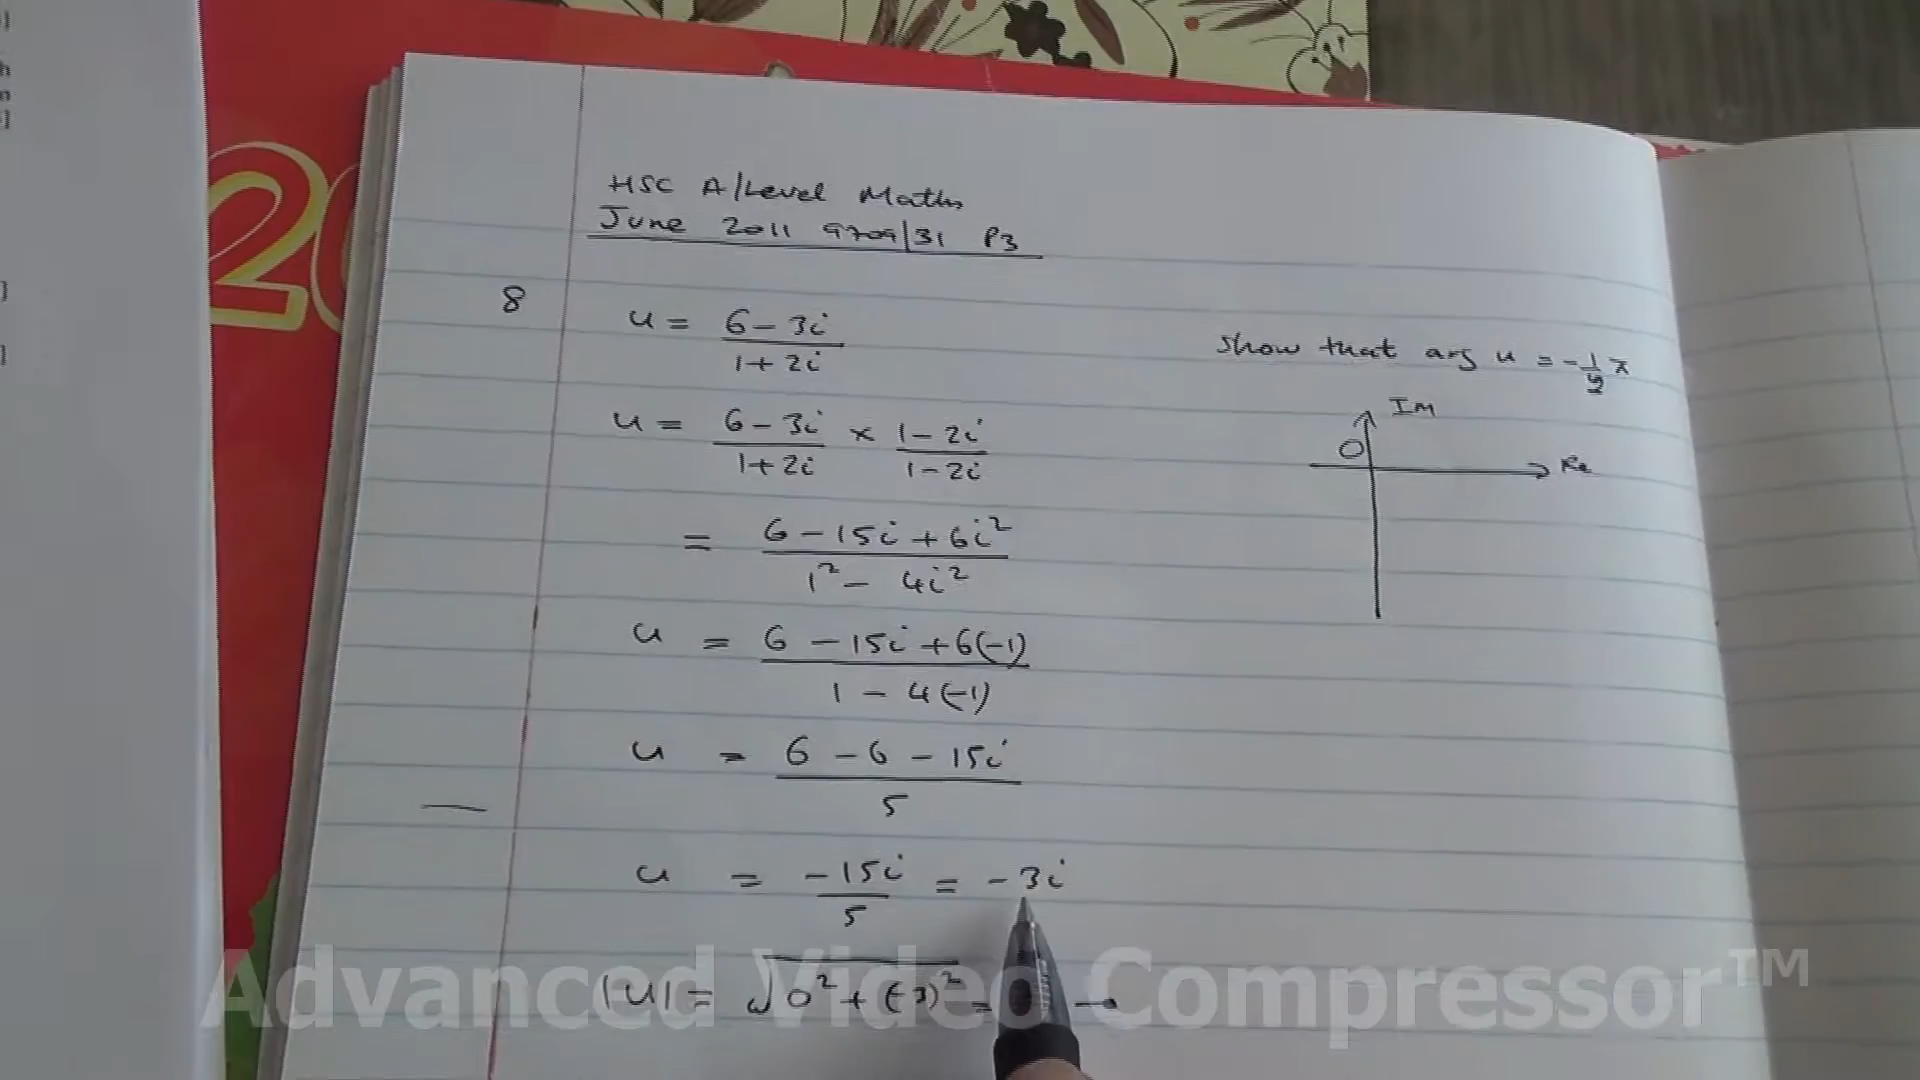 HSC A/Level Maths
June 2011 9709/31 P3
8
u = 6 - 3i / 1 + 2i
u = 6 - 3i / 1 + 2i × 1 - 2i / 1 - 2i
= 6 - 15i + 6i² / 1² - 4i²
u = 6 - 15i + 6(-1) / 1 - 4(-1)
u = 6 - 6 - 15i / 5
u = -15i / 5 = -3i
|u| = √0² + (-3)² =
Show that arg u = -1/2 π
Im
O
Re
20
Advanced Video Compressor™